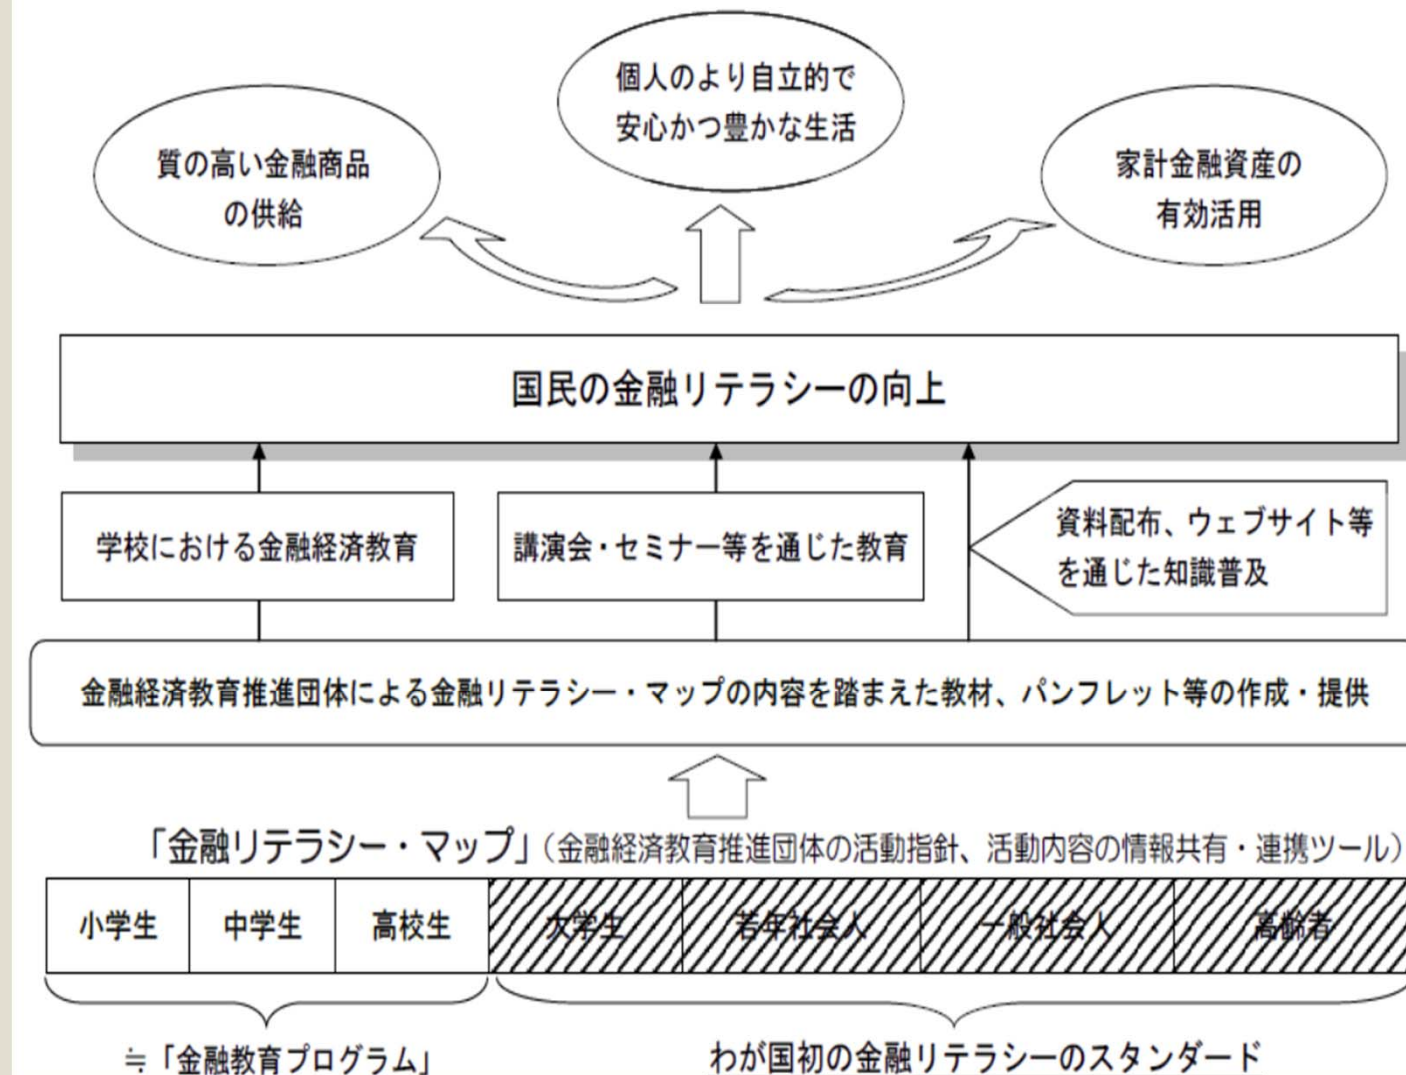 個人のより自立的で
安心かつ豊かな生活
質の高い金融商品
の供給
家計金融資産の
有効活用
国民の金融リテラシーの向上
学校における金融経済教育
講演会・セミナー等を通じた教育
資料配布、ウェブサイト等
を通じた知識普及
金融経済教育推進団体による金融リテラシー・マップの内容を踏まえた教材、パンフレット等の作成・提供
「金融リテラシー・マップ」（金融経済教育推進団体の活動指針、活動内容の情報共有・連携ツール）
小学生 中学生 高校生 大学生 若年社会人 一般社会人 高齢者
≒「金融教育プログラム」
わが国初の金融リテラシーのスタンダード